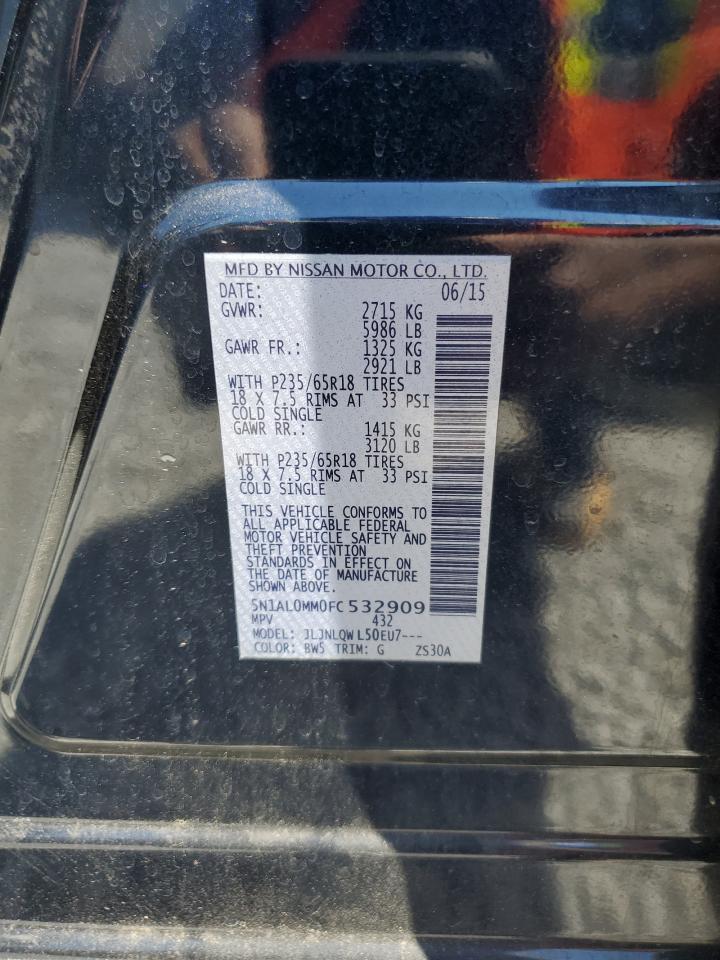 MFD BY NISSAN MOTOR CO., LTD.
DATE: 06/15
GVWR: 2715 KG
5986 LB
GAWR FR.: 1325 KG
2921 LB
WITH P235/65R18 TIRES
18 X 7.5 RIMS AT 33 PSI
COLD SINGLE
GAWR RR.: 1415 KG
3120 LB
WITH P235/65R18 TIRES
18 X 7.5 RIMS AT 33 PSI
COLD SINGLE
THIS VEHICLE CONFORMS TO
ALL APPLICABLE FEDERAL
MOTOR VEHICLE SAFETY AND
THEFT PREVENTION
STANDARDS IN EFFECT ON
THE DATE OF MANUFACTURE
SHOWN ABOVE.
5N1AL0MM0FC532909
MPV 432
MODEL: JLJNLQW L50EU7---
COLOR: BW5 TRIM: G ZS30A